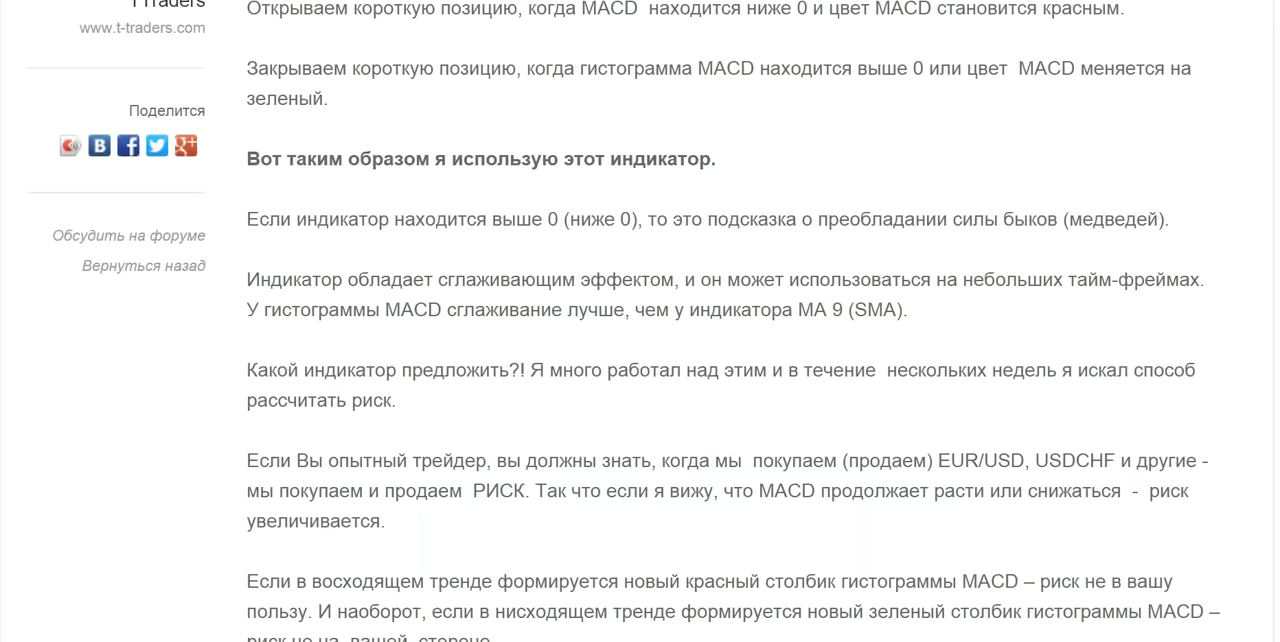 T Traders
www.t-traders.com
Поделится
Обсудить на форуме
Вернуться назад
Открываем короткую позицию, когда MACD  находится ниже 0 и цвет MACD становится красным.
Закрываем короткую позицию, когда гистограмма MACD находится выше 0 или цвет  MACD меняется на
зеленый.
Вот таким образом я использую этот индикатор.
Если индикатор находится выше 0 (ниже 0), то это подсказка о преобладании силы быков (медведей).
Индикатор обладает сглаживающим эффектом, и он может использоваться на небольших тайм-фреймах.
У гистограммы MACD сглаживание лучше, чем у индикатора MA 9 (SMA).
Какой индикатор предложить?! Я много работал над этим и в течение  нескольких недель я искал способ
рассчитать риск.
Если Вы опытный трейдер, вы должны знать, когда мы  покупаем (продаем) EUR/USD, USDCHF и другие -
мы покупаем и продаем  РИСК. Так что если я вижу, что MACD продолжает расти или снижаться  -  риск
увеличивается.
Если в восходящем тренде формируется новый красный столбик гистограммы MACD – риск не в вашу
пользу. И наоборот, если в нисходящем тренде формируется новый зеленый столбик гистограммы MACD –
риск не на  вашей  стороне